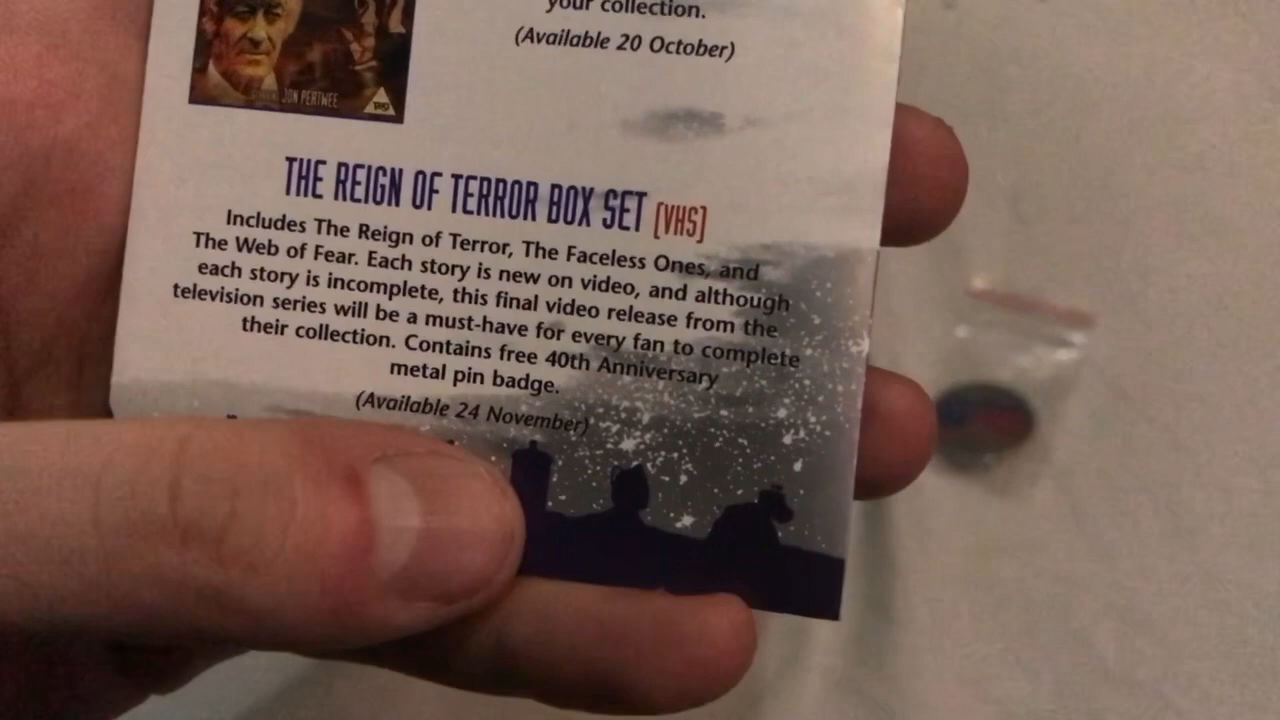 your collection.
(Available 20 October)
JON PERTWEE
THE REIGN OF TERROR BOX SET [VHS]
Includes The Reign of Terror, The Faceless Ones, and
The Web of Fear. Each story is new on video, and although
each story is incomplete, this final video release from the
television series will be a must-have for every fan to complete
their collection. Contains free 40th Anniversary
metal pin badge.
(Available 24 November)